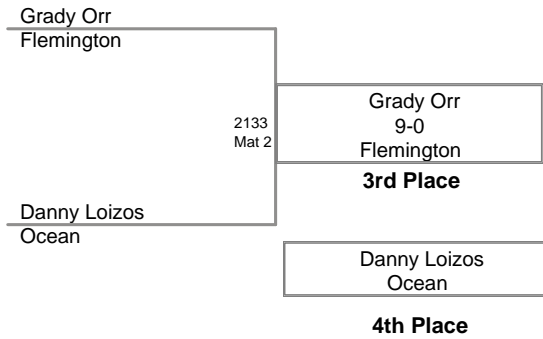 Grady Orr
Flemington
2133
Mat 2
Grady Orr
9-0
Flemington
3rd Place
Danny Loizos
Ocean
Danny Loizos
Ocean
4th Place